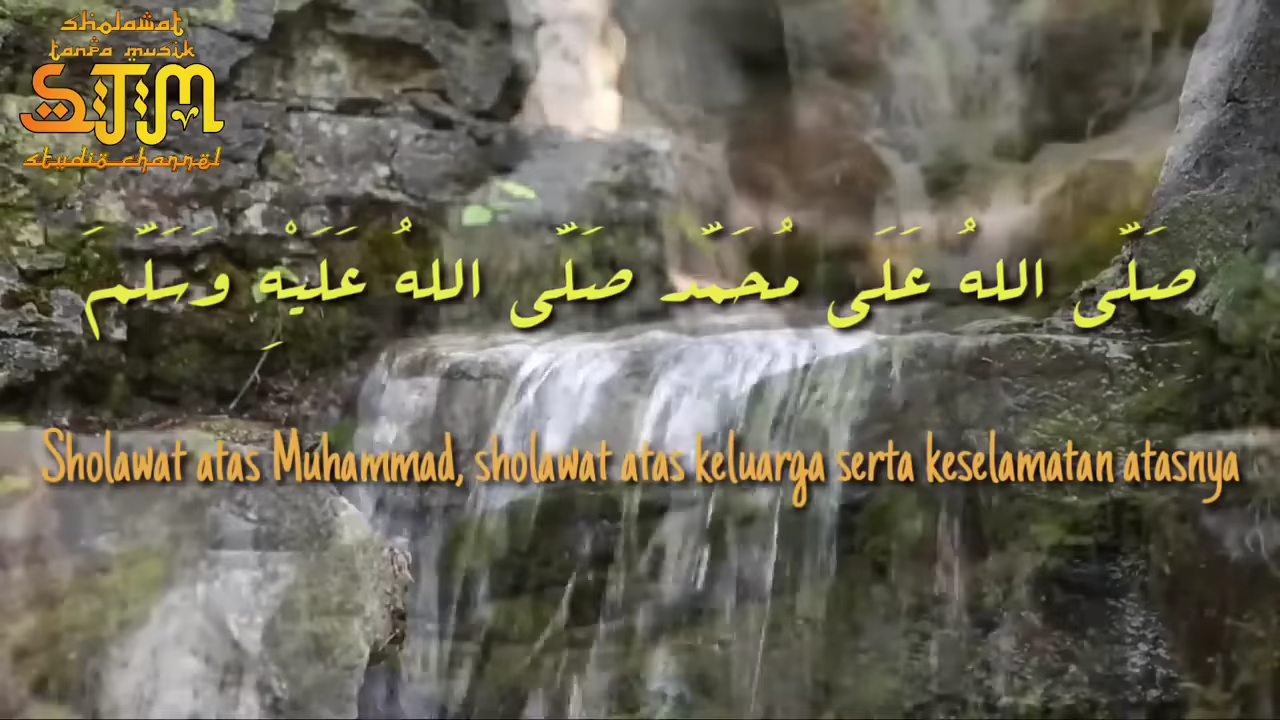 sholawat
tanpa musik
STM
studio channel
صَلَّى اللهُ عَلَى مُحَمَّد صَلَّى اللهُ عَلَيْهِ وَسَلَّمَ
Sholawat atas Muhammad, sholawat atas keluarga serta keselamatan atasnya